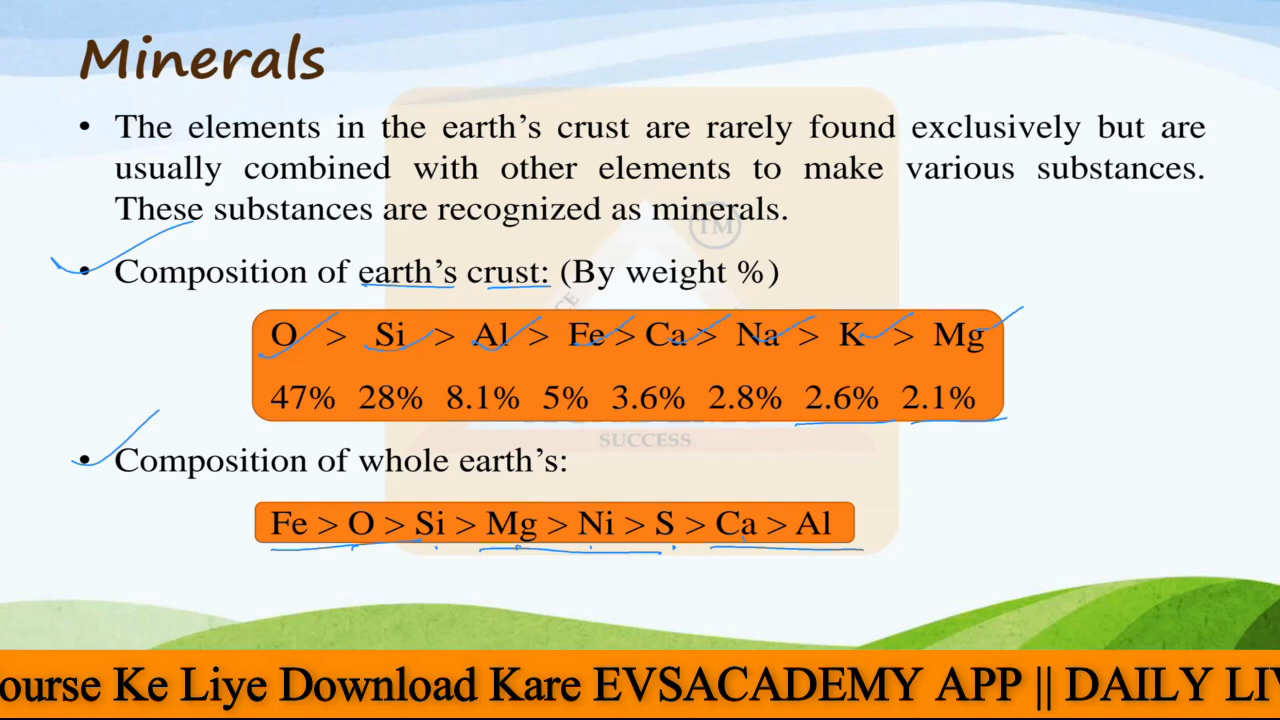 Minerals
• The elements in the earth's crust are rarely found exclusively but are
usually combined with other elements to make various substances.
These substances are recognized as minerals.
TM
• Composition of earth's crust: (By weight %)
O > Si > Al > Fe > Ca > Na > K > Mg
47% 28% 8.1% 5% 3.6% 2.8% 2.6% 2.1%
SUCCESS
• Composition of whole earth's:
Fe > O > Si > Mg > Ni > S > Ca > Al
ourse Ke Liye Download Kare EVSACADEMY APP || DAILY LIV